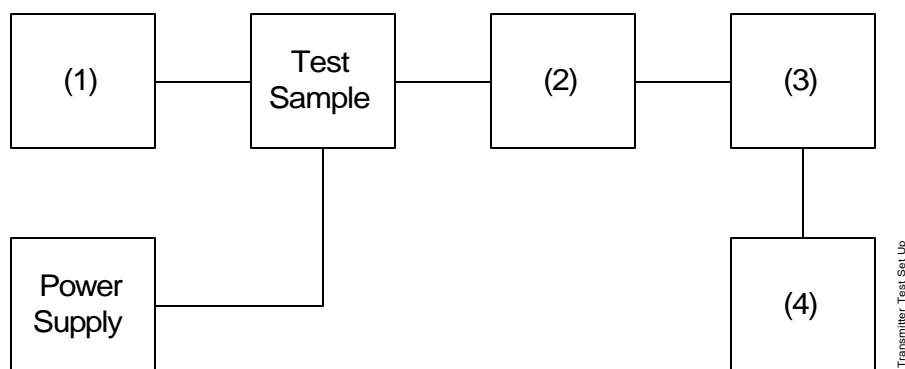 (1)
Test
Sample
(2)
(3)
Power
Supply
(4)
Transmitter Test Set Up